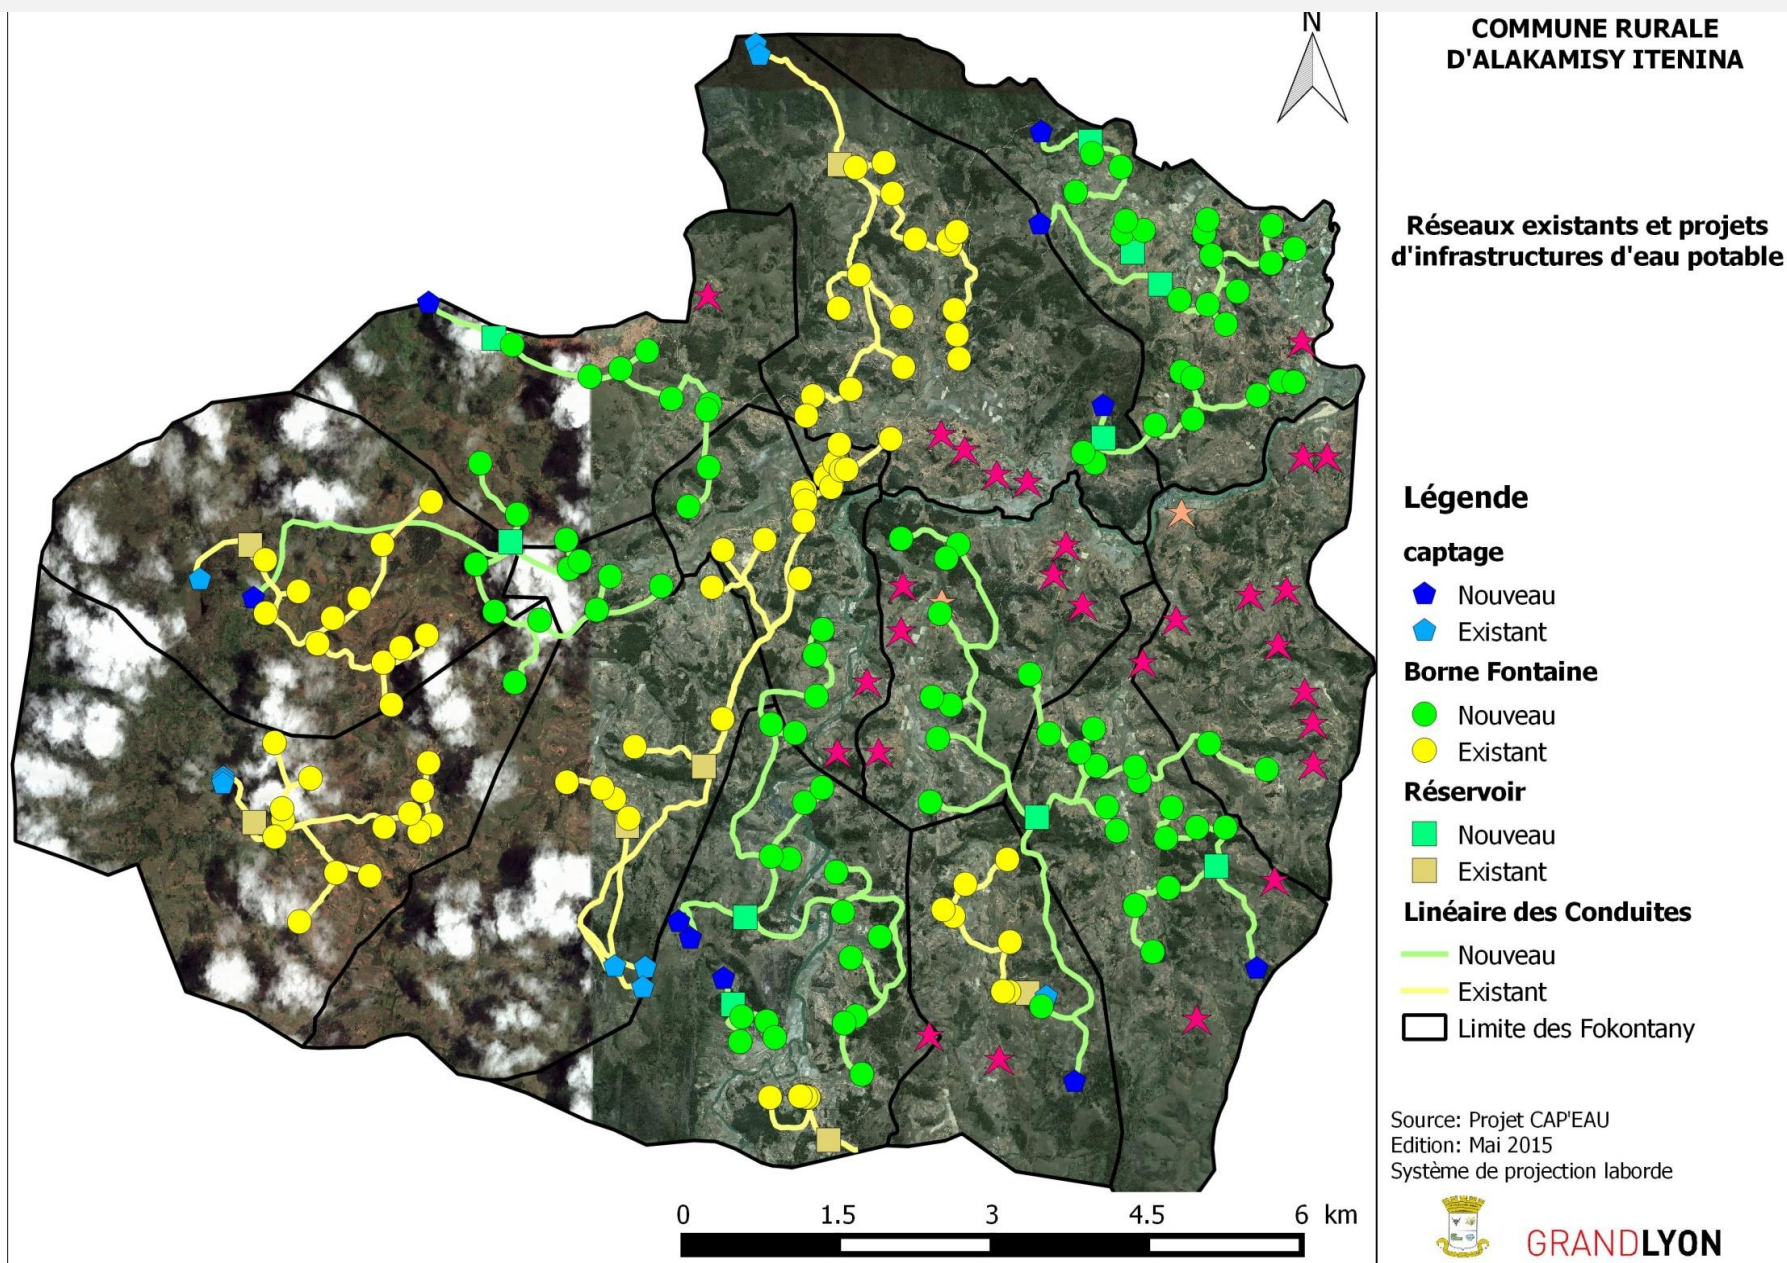 N
COMMUNE RURALE
D'ALAKAMISY ITENINA
Réseaux existants et projets
d'infrastructures d'eau potable
Légende
captage
Nouveau
Existant
Borne Fontaine
Nouveau
Existant
Réservoir
Nouveau
Existant
Linéaire des Conduites
Nouveau
Existant
Limite des Fokontany
Source: Projet CAP'EAU
Edition: Mai 2015
Système de projection laborde
GRANDLYON
0 1.5 3 4.5 6 km